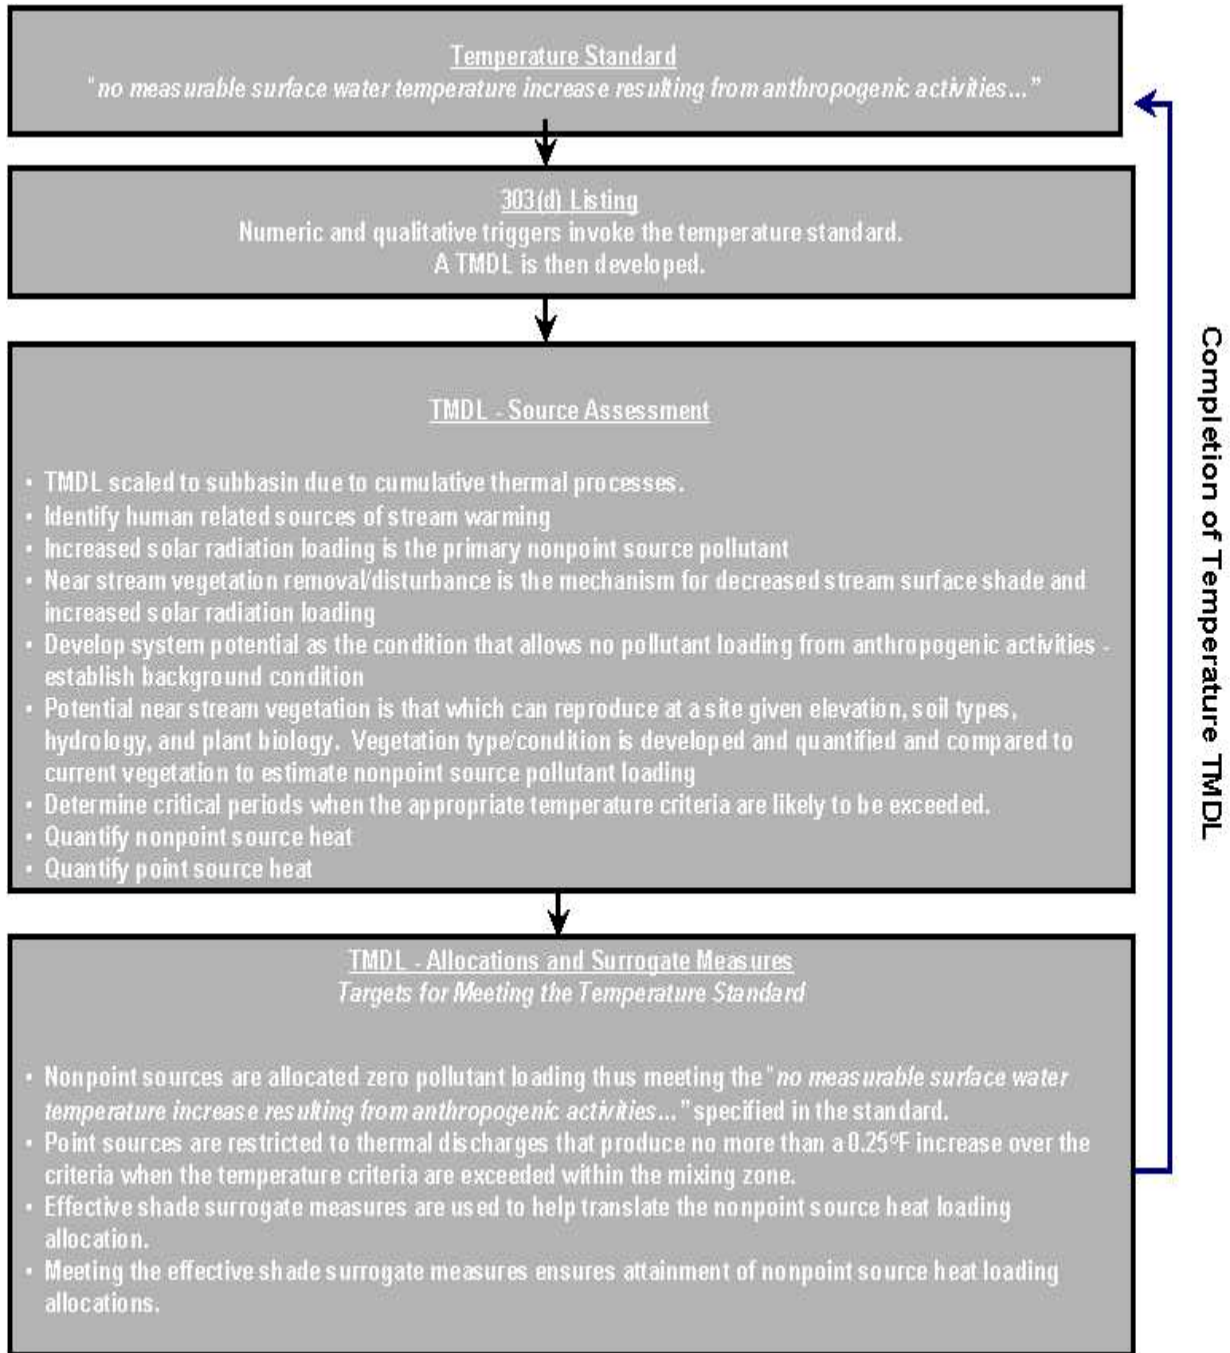 Temperature Standard
"no measurable surface water temperature increase resulting from anthropogenic activities..."
303(d) Listing
Numeric and qualitative triggers invoke the temperature standard.
A TMDL is then developed.
TMDL - Source Assessment
• TMDL scaled to subbasin due to cumulative thermal processes.
• Identify human related sources of stream warming
• Increased solar radiation loading is the primary nonpoint source pollutant
• Near stream vegetation removal/disturbance is the mechanism for decreased stream surface shade and
increased solar radiation loading
• Develop system potential as the condition that allows no pollutant loading from anthropogenic activities -
establish background condition
• Potential near stream vegetation is that which can reproduce at a site given elevation, soil types,
hydrology, and plant biology. Vegetation type/condition is developed and quantified and compared to
current vegetation to estimate nonpoint source pollutant loading
• Determine critical periods when the appropriate temperature criteria are likely to be exceeded.
• Quantify nonpoint source heat
• Quantify point source heat
TMDL - Allocations and Surrogate Measures
Targets for Meeting the Temperature Standard
• Nonpoint sources are allocated zero pollutant loading thus meeting the "no measurable surface water
temperature increase resulting from anthropogenic activities..." specified in the standard.
• Point sources are restricted to thermal discharges that produce no more than a 0.25°F increase over the
criteria when the temperature criteria are exceeded within the mixing zone.
• Effective shade surrogate measures are used to help translate the nonpoint source heat loading
allocation.
• Meeting the effective shade surrogate measures ensures attainment of nonpoint source heat loading
allocations.
Completion of Temperature TMDL